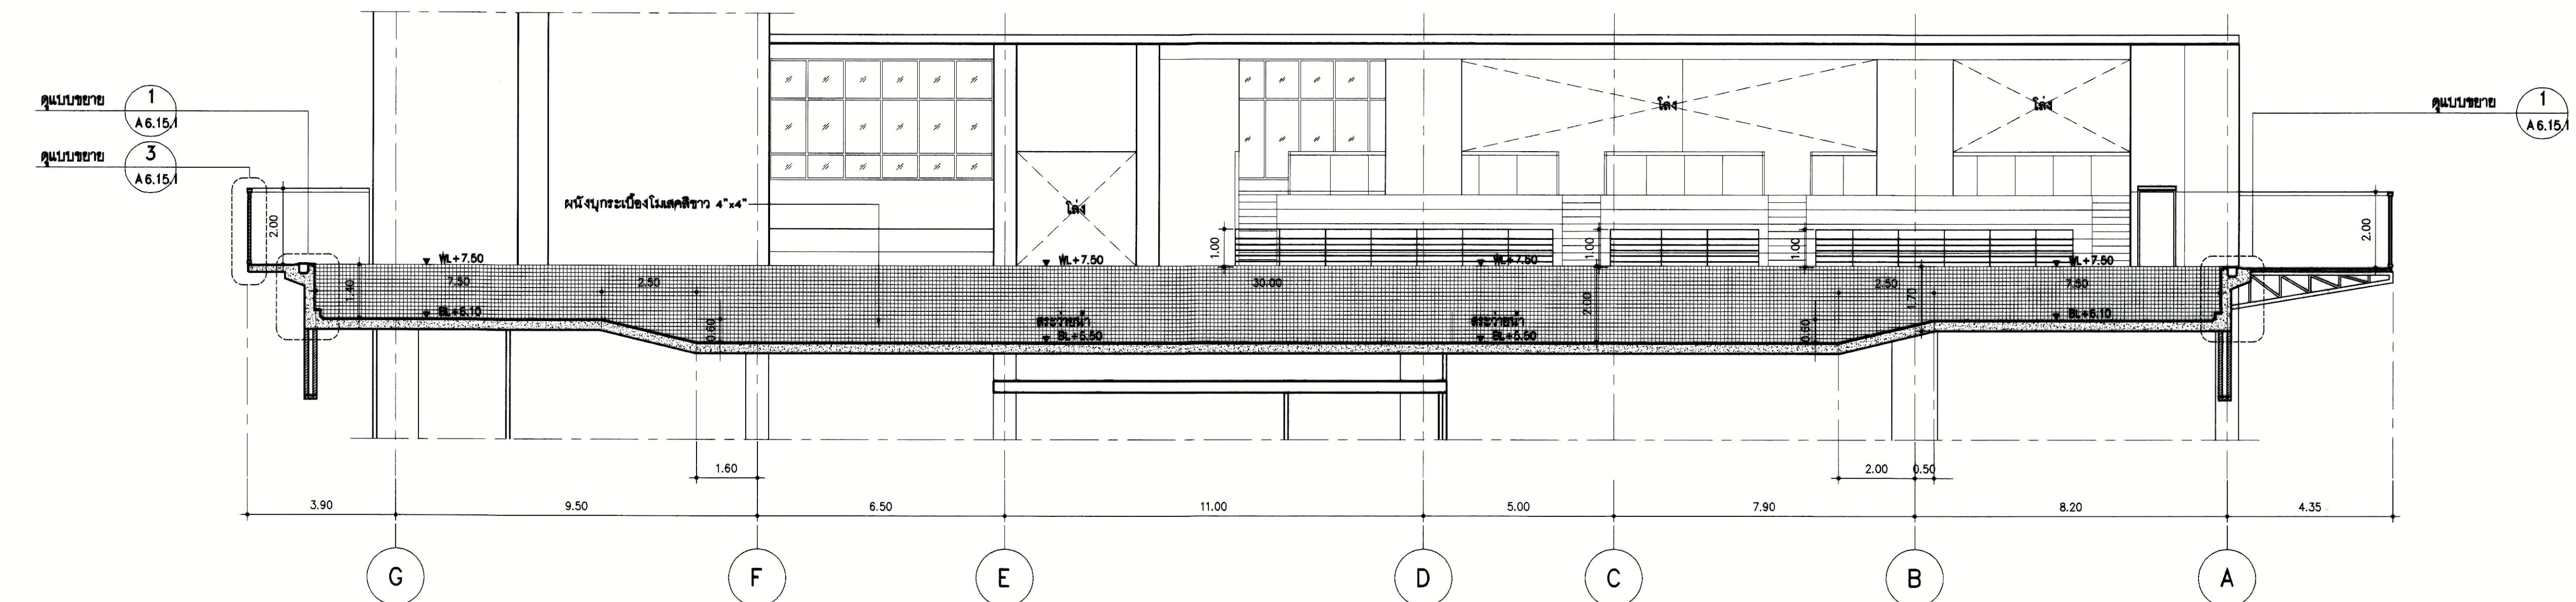 ดูแบบขยาย
1
A6.15/1
ดูแบบขยาย
3
A6.15/1
ดูแบบขยาย
1
A6.15/1
โล่ง
โล่ง
โล่ง
ผนังบุกระเบื้องโมเสคสีขาว 4"x4"
2.00
2.00
1.00
1.00
1.00
WL+7.50
WL+7.50
WL+7.50
WL+7.50
7.50
2.50
30.00
2.50
7.50
1.40
1.70
2.00
0.60
0.60
BL+6.10
BL+6.10
สระว่ายน้ำ
BL+5.50
สระว่ายน้ำ
BL+5.50
1.60
2.00
0.50
3.90
9.50
6.50
11.00
5.00
7.90
8.20
4.35
G
F
E
D
C
B
A